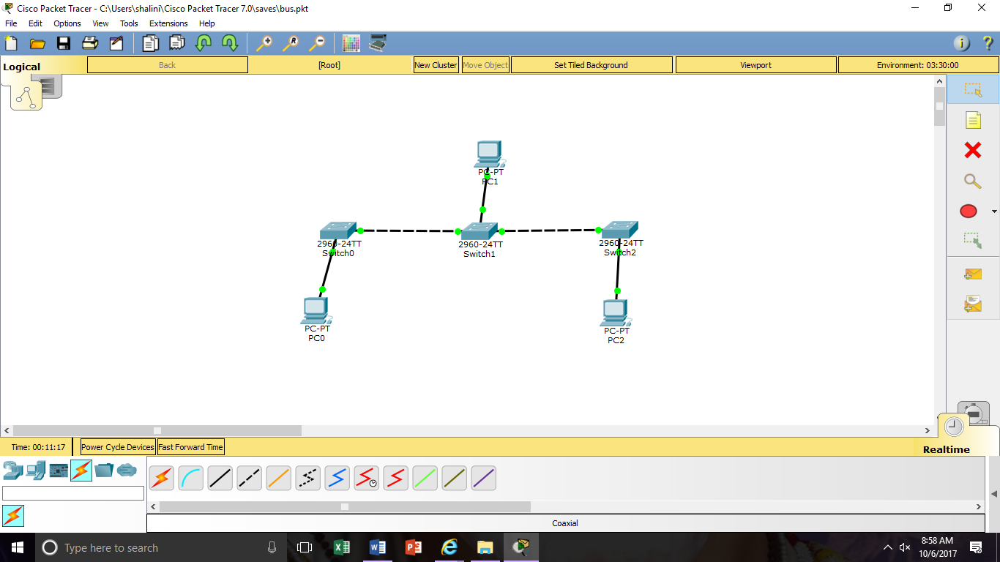 Cisco Packet Tracer - C:\Users\shalini\Cisco Packet Tracer 7.0\saves\bus.pkt
File Edit Options View Tools Extensions Help
Logical Back [Root] New Cluster Move Object Set Tiled Background Viewport Environment: 03:30:00
PC-PT
PC1
2960-24TT
Switch0
2960-24TT
Switch1
2960-24TT
Switch2
PC-PT
PC0
PC-PT
PC2
Time: 00:11:17 Power Cycle Devices Fast Forward Time Realtime
Coaxial
Type here to search
8:58 AM
10/6/2017